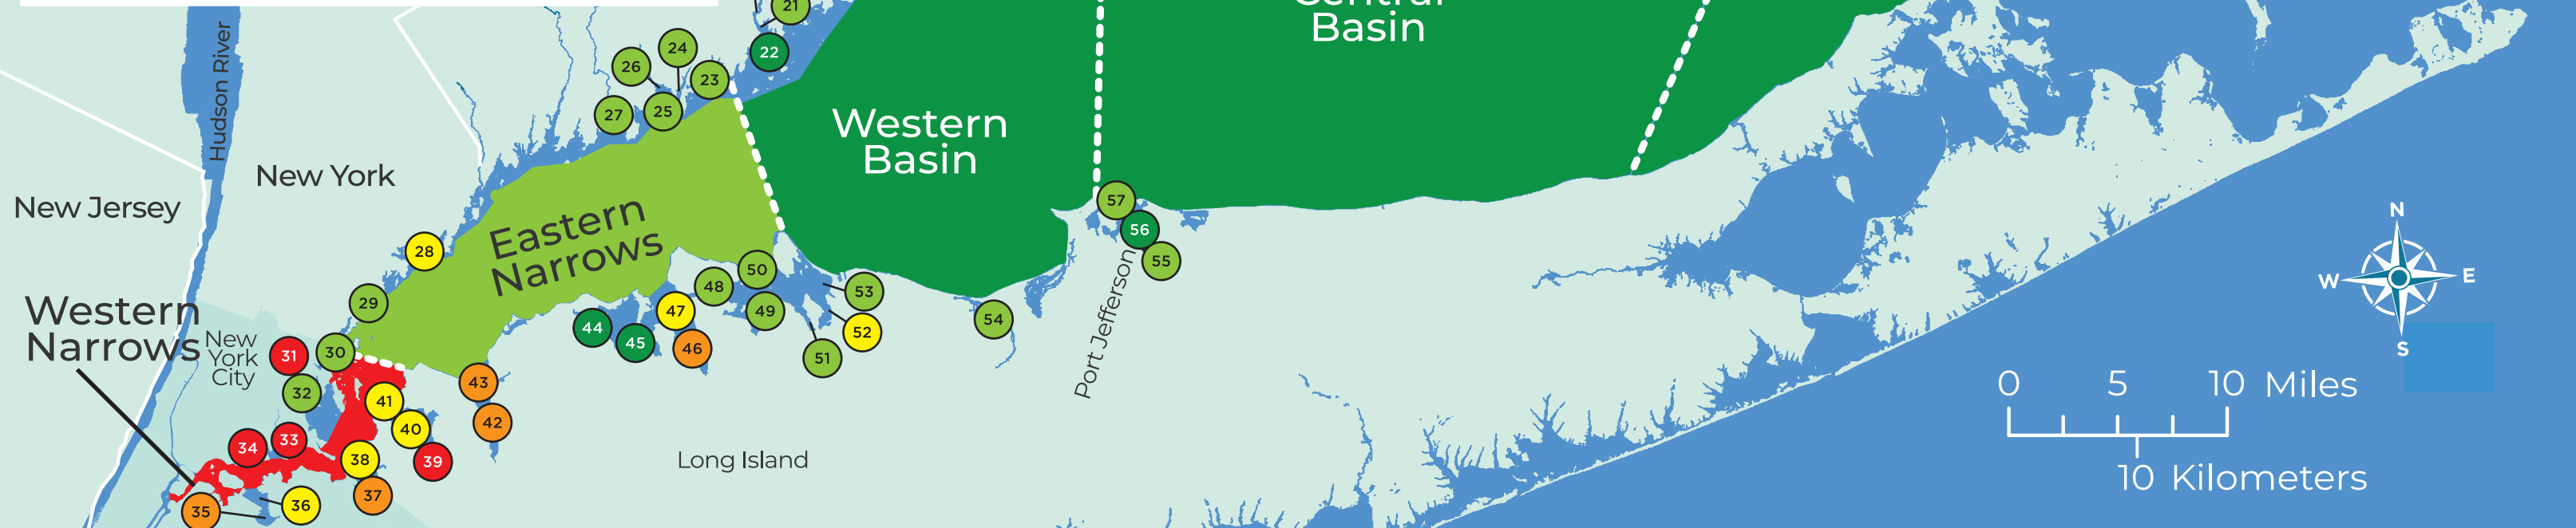 21
22
24
26
23
25
27
Central
Basin
Western
Basin
Hudson River
New York
New Jersey
Eastern
Narrows
28
29
30
31
32
Western
Narrows
New
York
City
33
34
35
36
37
38
39
40
41
42
43
44
45
46
47
48
49
50
51
52
53
54
55
56
57
Port Jefferson
Long Island
N
W
E
S
0 5 10 Miles
10 Kilometers